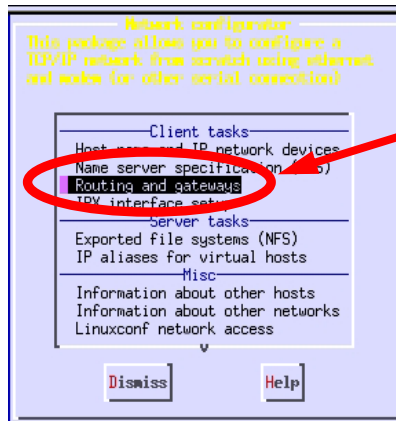 Network configurator
This package allows you to configure a
TCP/IP network from scratch using ethernet
and modem (or other serial connection)
Client tasks
Host name and IP network devices
Name server specification (DNS)
Routing and gateways
IPX interface setup
Server tasks
Exported file systems (NFS)
IP aliases for virtual hosts
Misc
Information about other hosts
Information about other networks
Linuxconf network access
Dismiss Help